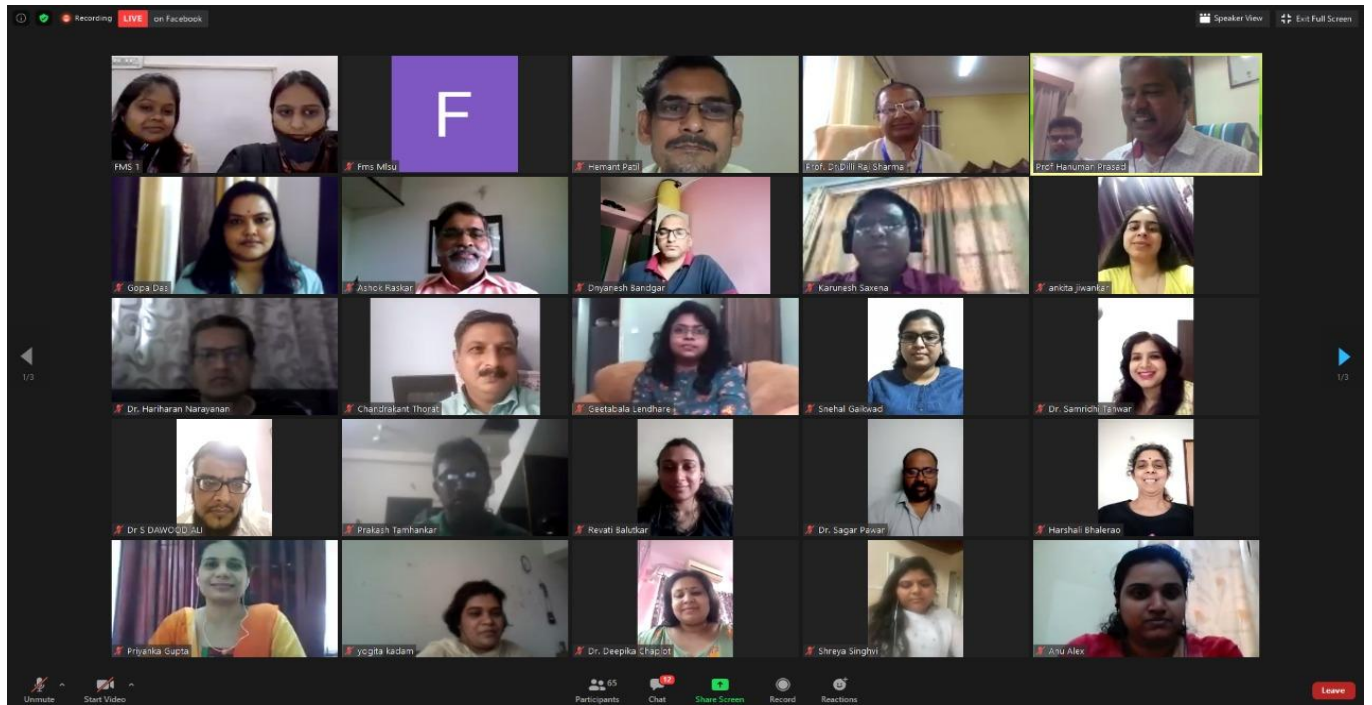 Recording LIVE on Facebook
Speaker View Exit Full Screen
F
FMS 1 Fms Mlsu Hemant Patil Prof. Dr Dilli Raj Sharma Prof Hanuman Prasad
Gopa Das Ashok Raskar Dnyanesh Bandgar Karunesh Saxena ankita jiwankar
1/3 1/3
Dr. Hariharan Narayanan Chandrakant Thorat Geetabala Lendhare Snehal Gaikwad Dr. Samridhi Tanwar
Dr S DAWOOD ALI Prakash Tamhankar Revati Balutkar Dr. Sagar Pawar Harshali Bhalerao
Priyanka Gupta yogita kadam Dr. Deepika Chaplot Shreya Singhvi Anu Alex
65 12
Unmute Start Video Participants Chat Share Screen Record Reactions Leave